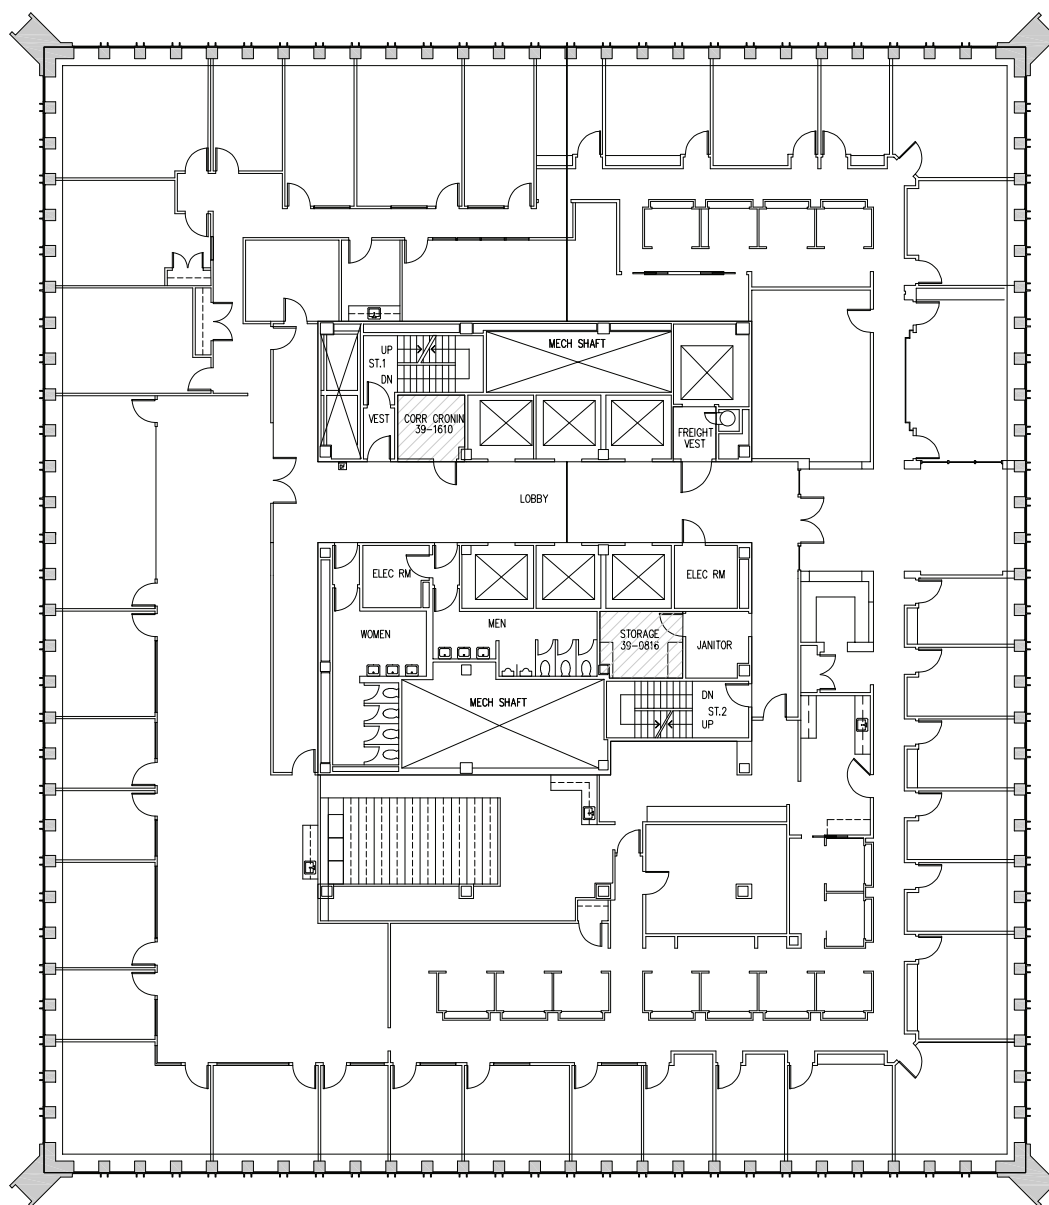 UP
ST.1
DN
MECH SHAFT
VEST
CORR CRONIN
39-1610
FREIGHT
VEST
LOBBY
ELEC RM
ELEC RM
WOMEN
MEN
STORAGE
39-0816
JANITOR
MECH SHAFT
DN
ST.2
UP